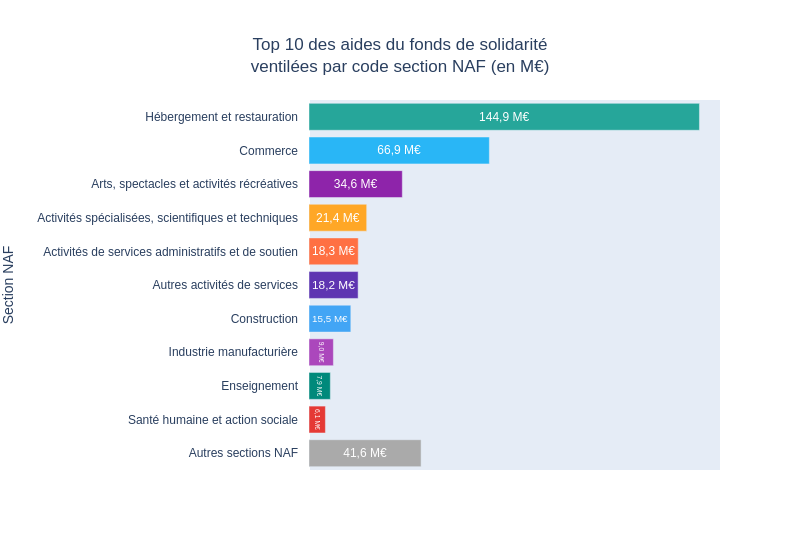 Top 10 des aides du fonds de solidarité
ventilées par code section NAF (en M€)
Section NAF
Hébergement et restauration 144,9 M€
Commerce 66,9 M€
Arts, spectacles et activités récréatives 34,6 M€
Activités spécialisées, scientifiques et techniques 21,4 M€
Activités de services administratifs et de soutien 18,3 M€
Autres activités de services 18,2 M€
Construction 15,5 M€
Industrie manufacturière 9,0 M€
Enseignement 7,9 M€
Santé humaine et action sociale 6,1 M€
Autres sections NAF 41,6 M€